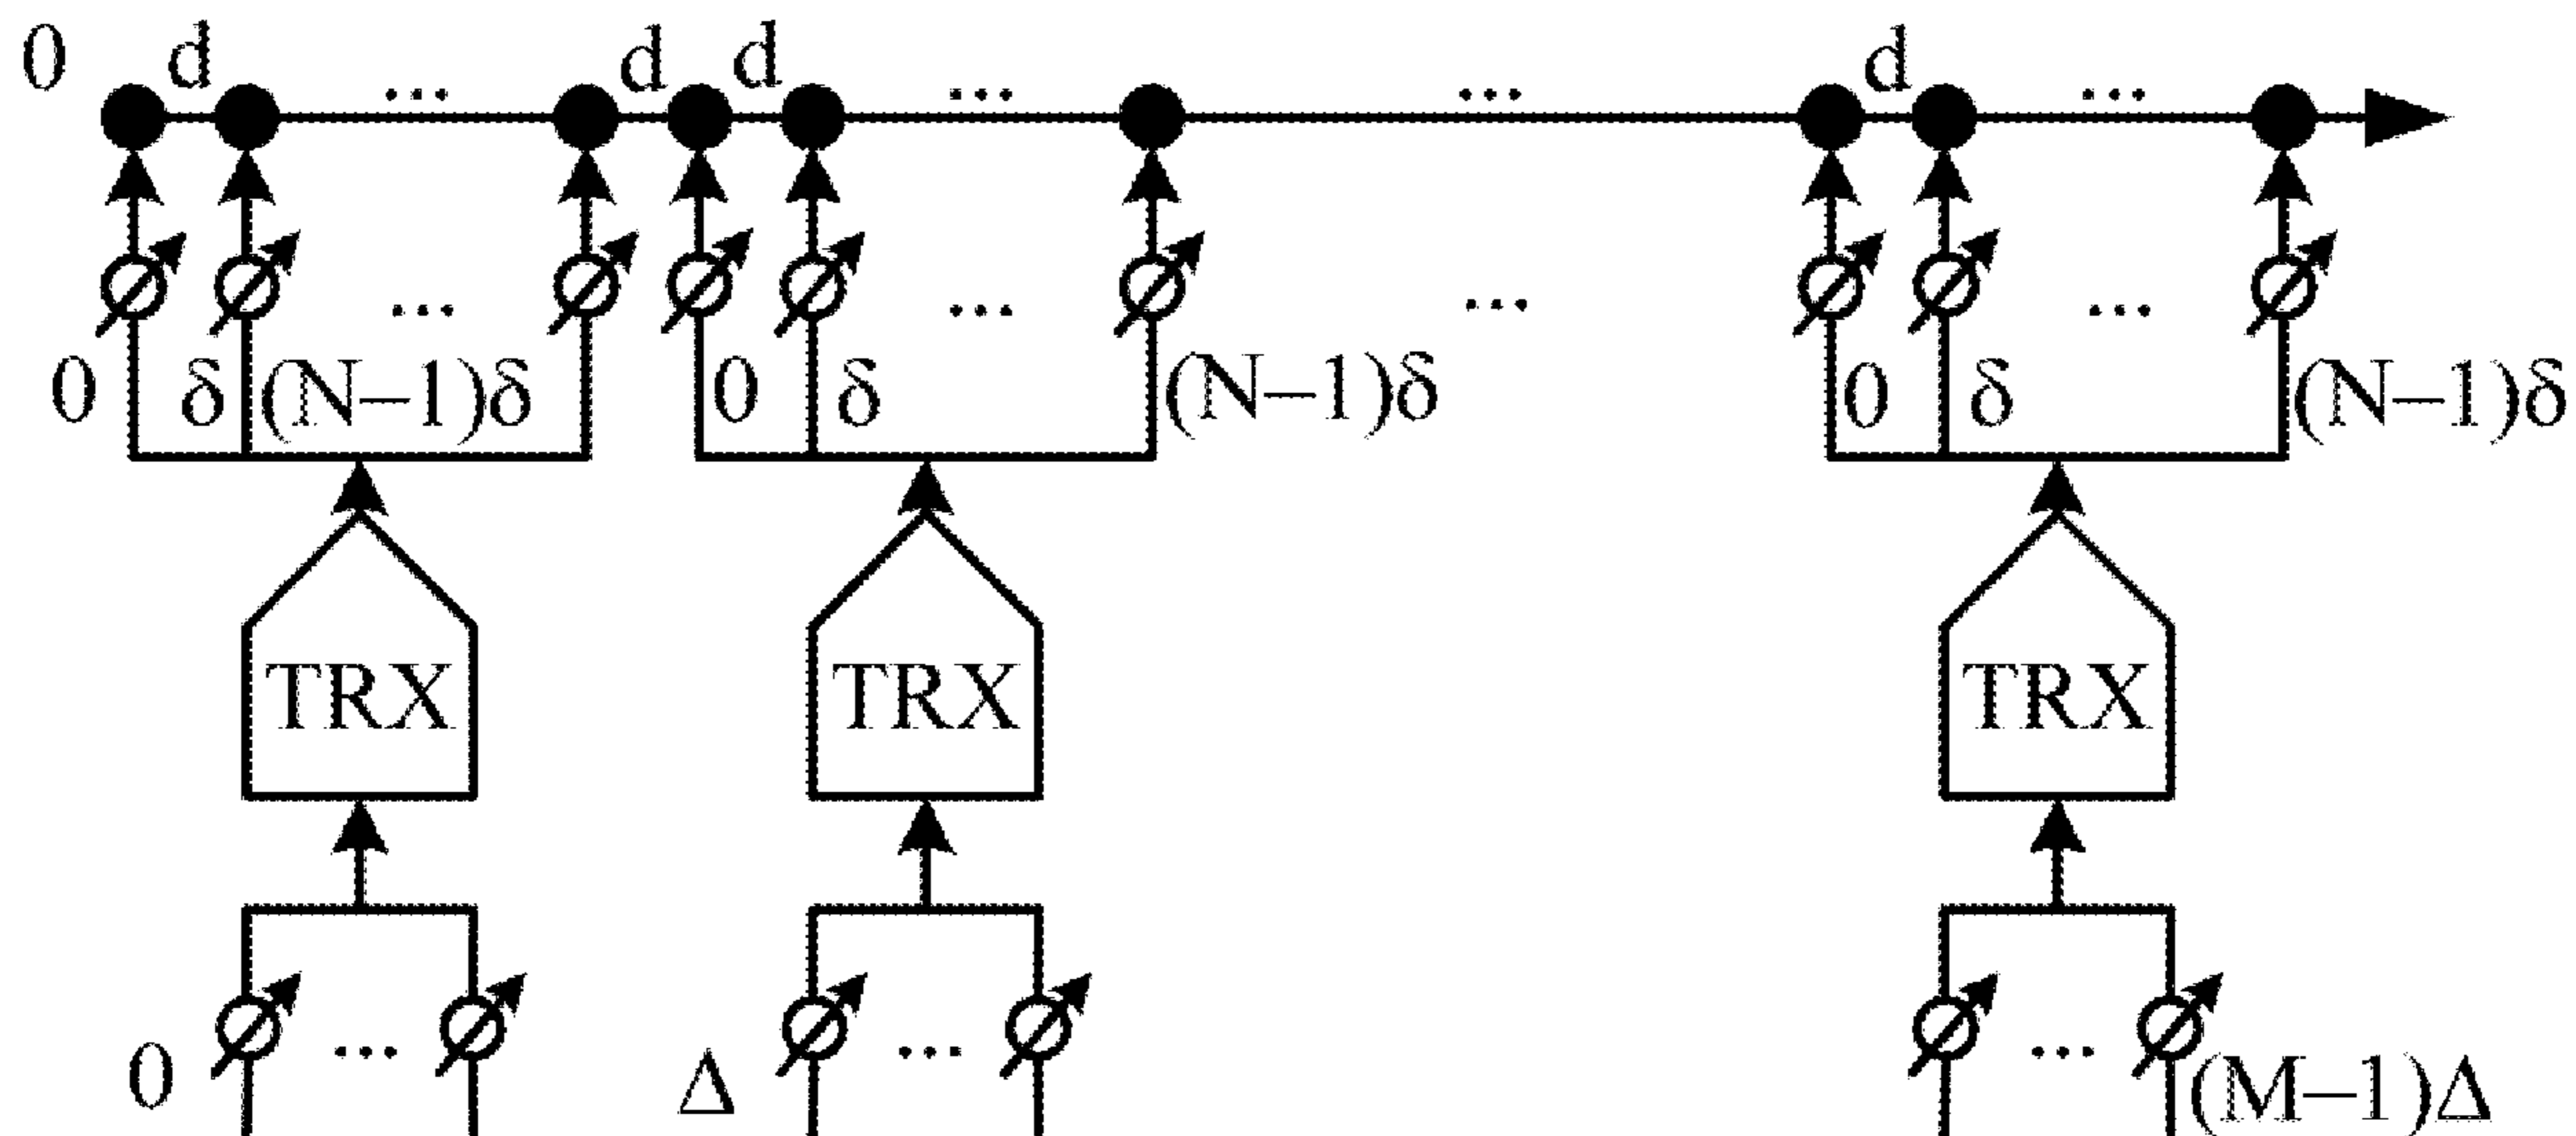 0 d ... d d ... ... d ...
... ... ... ...
0 δ (N–1)δ 0 δ (N–1)δ 0 δ (N–1)δ
TRX TRX TRX
0 ... Δ ... ... (M–1)Δ